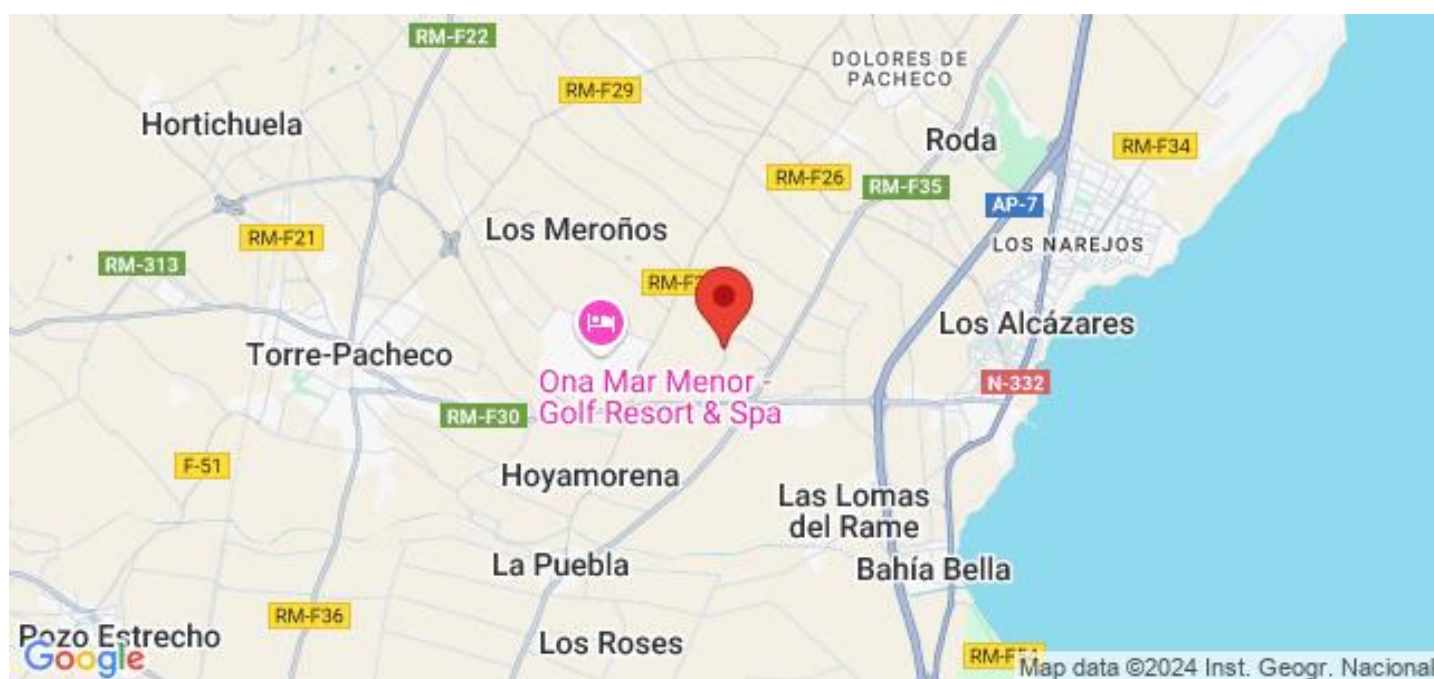 RM-F22
DOLORES DE
PACHECO
RM-F29
Hortichuela
Roda
RM-F34
RM-F26
RM-F35
AP-7
Los Meroños
RM-F21
LOS NAREJOS
RM-313
Los Alcázares
Torre-Pacheco
Ona Mar Menor -
Golf Resort & Spa
N-332
RM-F30
F-51
Hoyamorena
Las Lomas
del Rame
La Puebla
Bahía Bella
RM-F36
Pozo Estrecho
Los Roses
Google
Map data ©2024 Inst. Geogr. Nacional